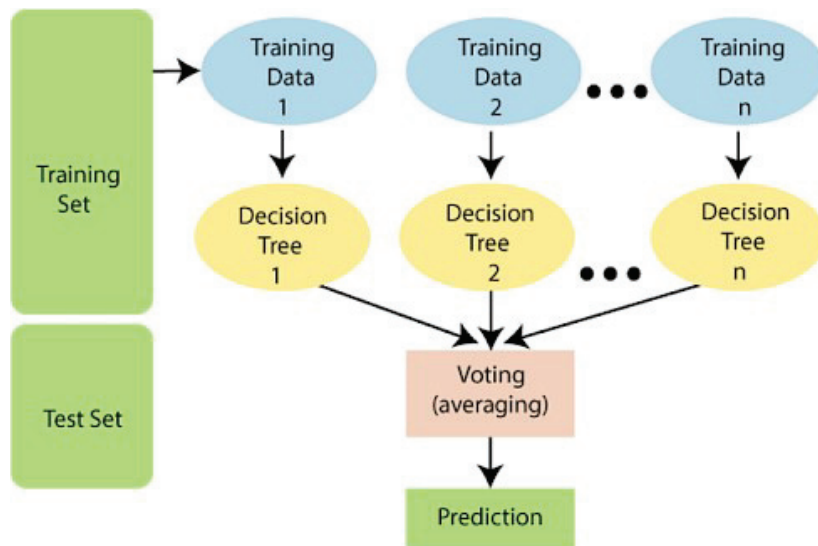 Training
Data
1
Training
Data
2
Training
Data
n
Training
Set
Decision
Tree
1
Decision
Tree
2
Decision
Tree
n
Test Set
Voting
(averaging)
Prediction